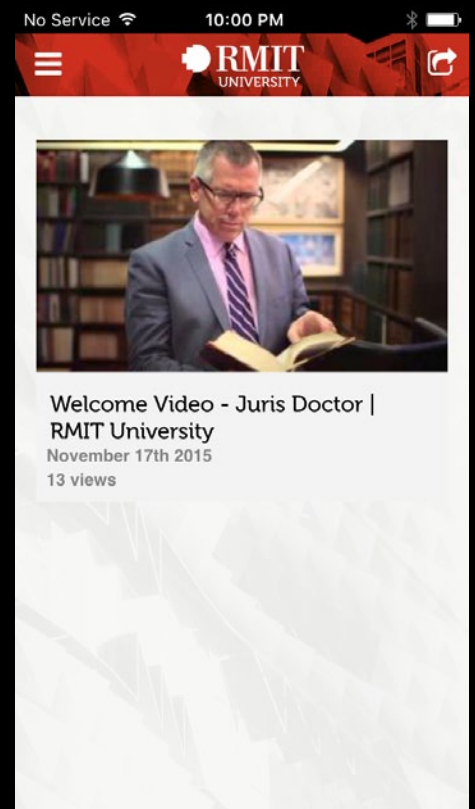 No Service 10:00 PM
RMIT
UNIVERSITY
Welcome Video - Juris Doctor |
RMIT University
November 17th 2015
13 views